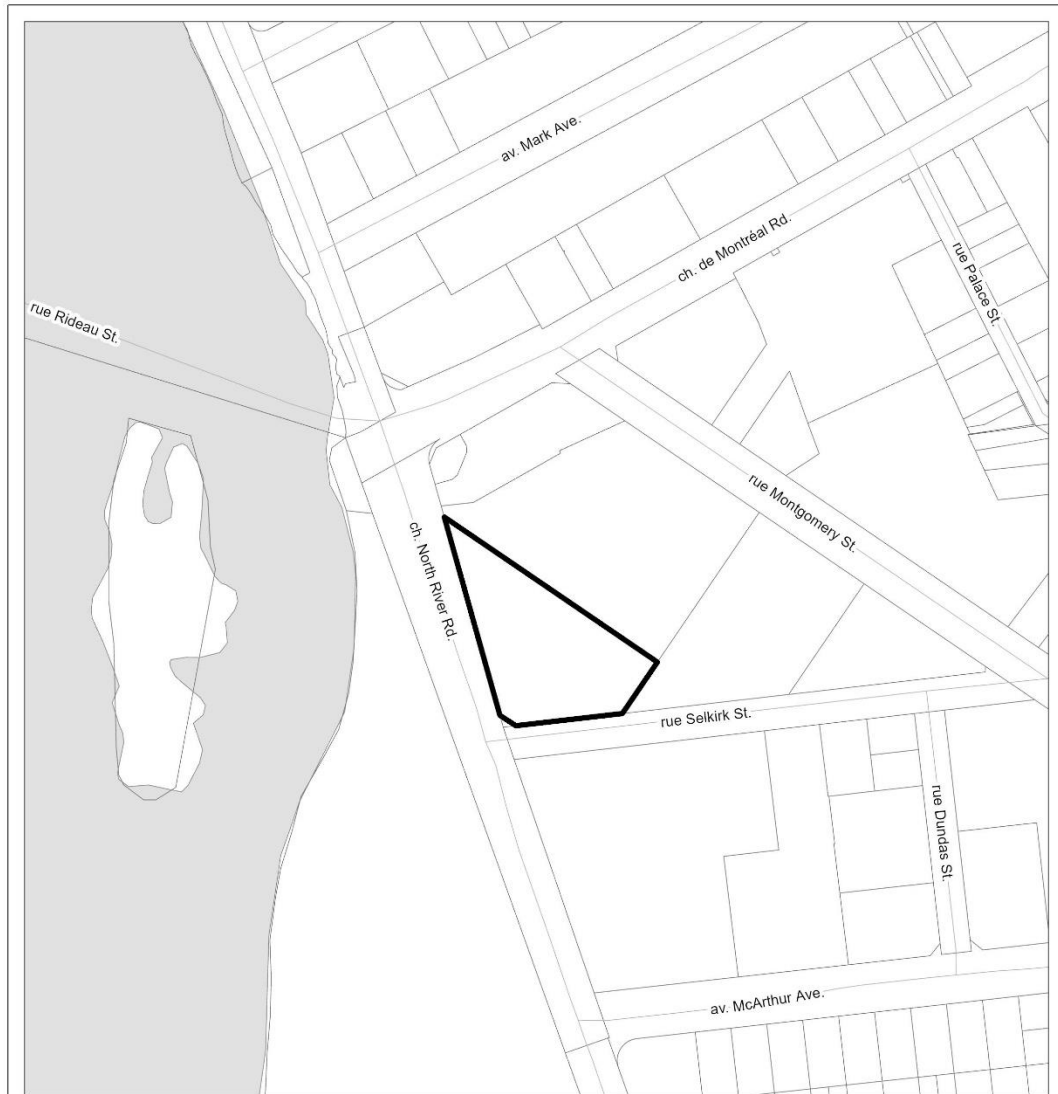 av. Mark Ave.
ch. de Montréal Rd.
rue Palace St.
rue Rideau St.
rue Montgomery St.
ch. North River Rd.
rue Selkirk St.
rue Dundas St.
av. McArthur Ave.